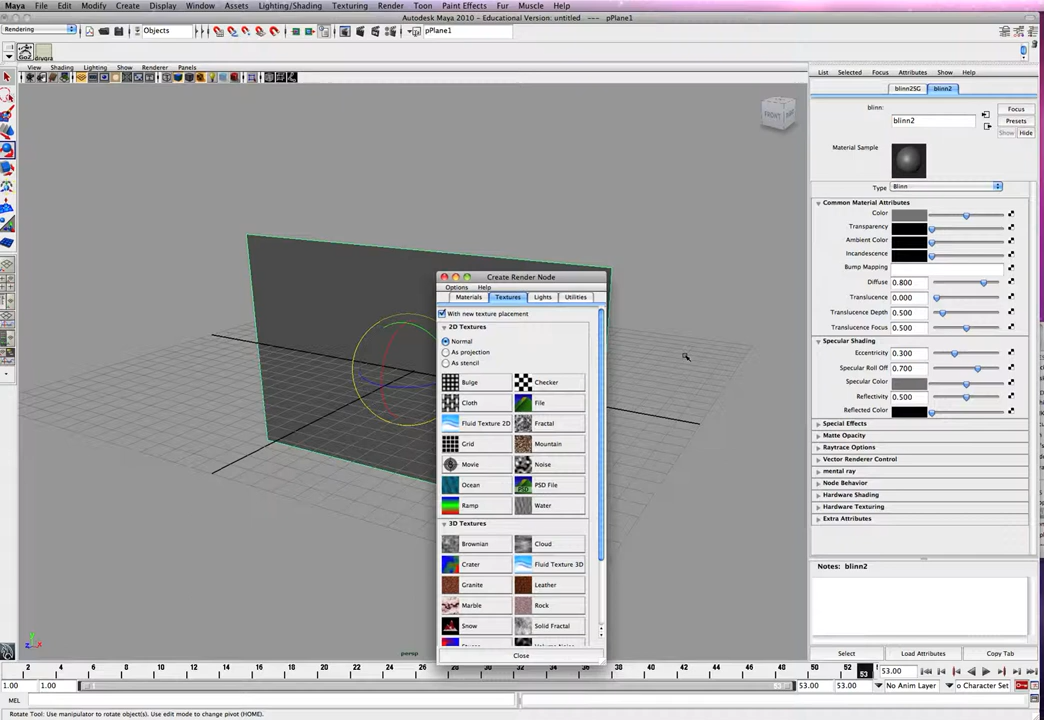 Maya File Edit Modify Create Display Window Assets Lighting/Shading Texturing Render Toon Paint Effects Fur Muscle Help
Autodesk Maya 2010 - Educational Version: untitled --- pPlane1
Rendering Objects pPlane1
GoZ
View Shading Lighting Show Renderer Panels
List Selected Focus Attributes Show Help
blinn2SG blinn2
blinn: blinn2
Focus
Presets
Show Hide
Material Sample
Type Blinn
Common Material Attributes
Color
Transparency
Ambient Color
Incandescence
Bump Mapping
Diffuse 0.800
Translucence 0.000
Translucence Depth 0.500
Translucence Focus 0.500
Specular Shading
Eccentricity 0.300
Specular Roll Off 0.700
Specular Color
Reflectivity 0.500
Reflected Color
Special Effects
Matte Opacity
Raytrace Options
Vector Renderer Control
mental ray
Node Behavior
Hardware Shading
Hardware Texturing
Extra Attributes
Notes: blinn2
Select Load Attributes Copy Tab
FRONT
Create Render Node
Options Help
Materials Textures Lights Utilities
With new texture placement
2D Textures
Normal
As projection
As stencil
Bulge Checker
Cloth File
Fluid Texture 2D Fractal
Grid Mountain
Movie Noise
Ocean PSD File
Ramp Water
3D Textures
Brownian Cloud
Crater Fluid Texture 3D
Granite Leather
Marble Rock
Snow Solid Fractal
Close
persp
2 4 6 8 10 12 14 16 18 20 22 24 26 28 30 32 34 36 38 40 42 44 46 48 50 52 53 53.00
1.00 1.00 53.00 53.00 No Anim Layer o Character Set
MEL
Rotate Tool: Use manipulator to rotate object(s). Use edit mode to change pivot (HOME).